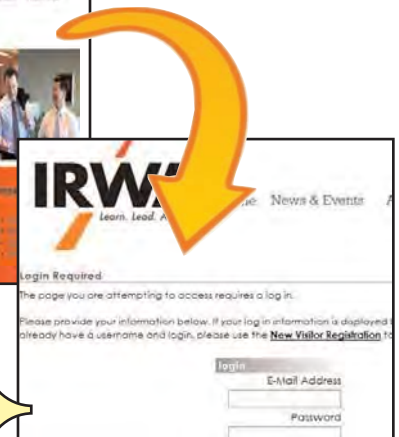 IRWA
Learn. Lead.
News & Events
Login Required
The page you are attempting to access requires a log in.
Please provide your information below. If your log in information is displayed
already have a username and login, please use the New Visitor Registration
login
E-Mail Address
Password